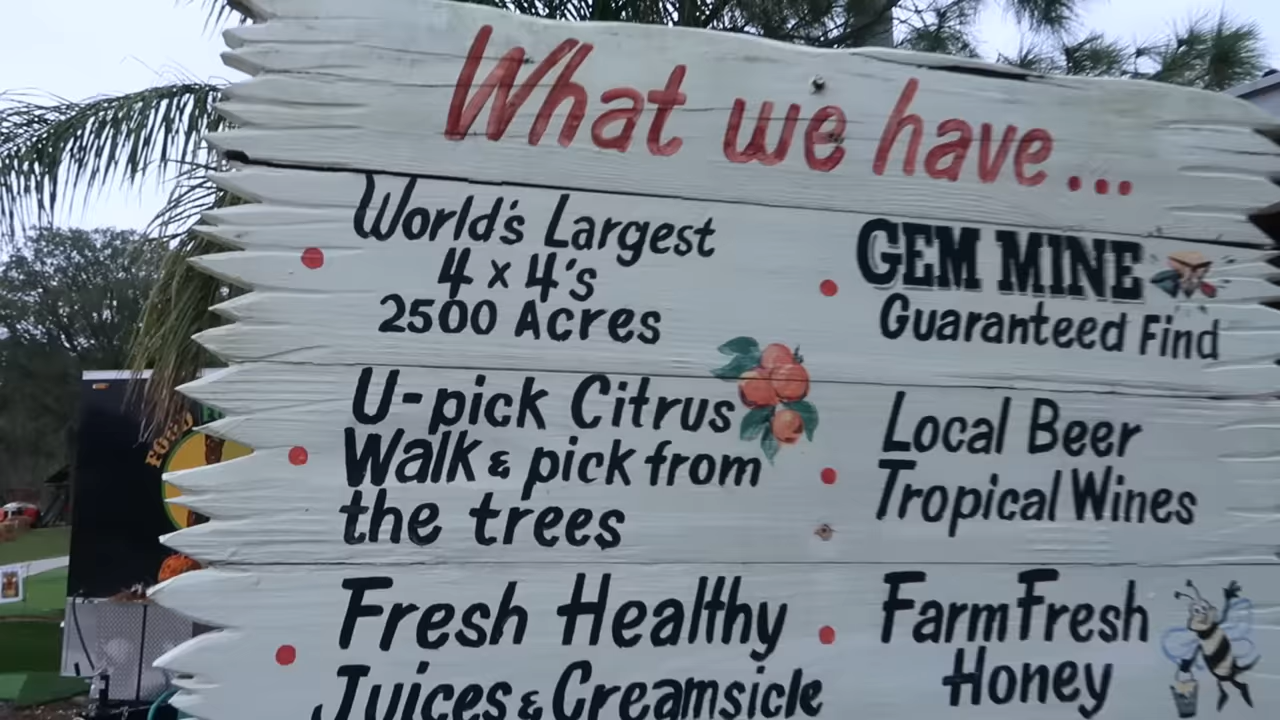 What we have...
World's Largest
4 x 4's
2500 Acres
U-pick Citrus
Walk & pick from
the trees
Fresh Healthy
Juices & Creamsicle
GEM MINE
Guaranteed Find
Local Beer
Tropical Wines
Farm Fresh
Honey